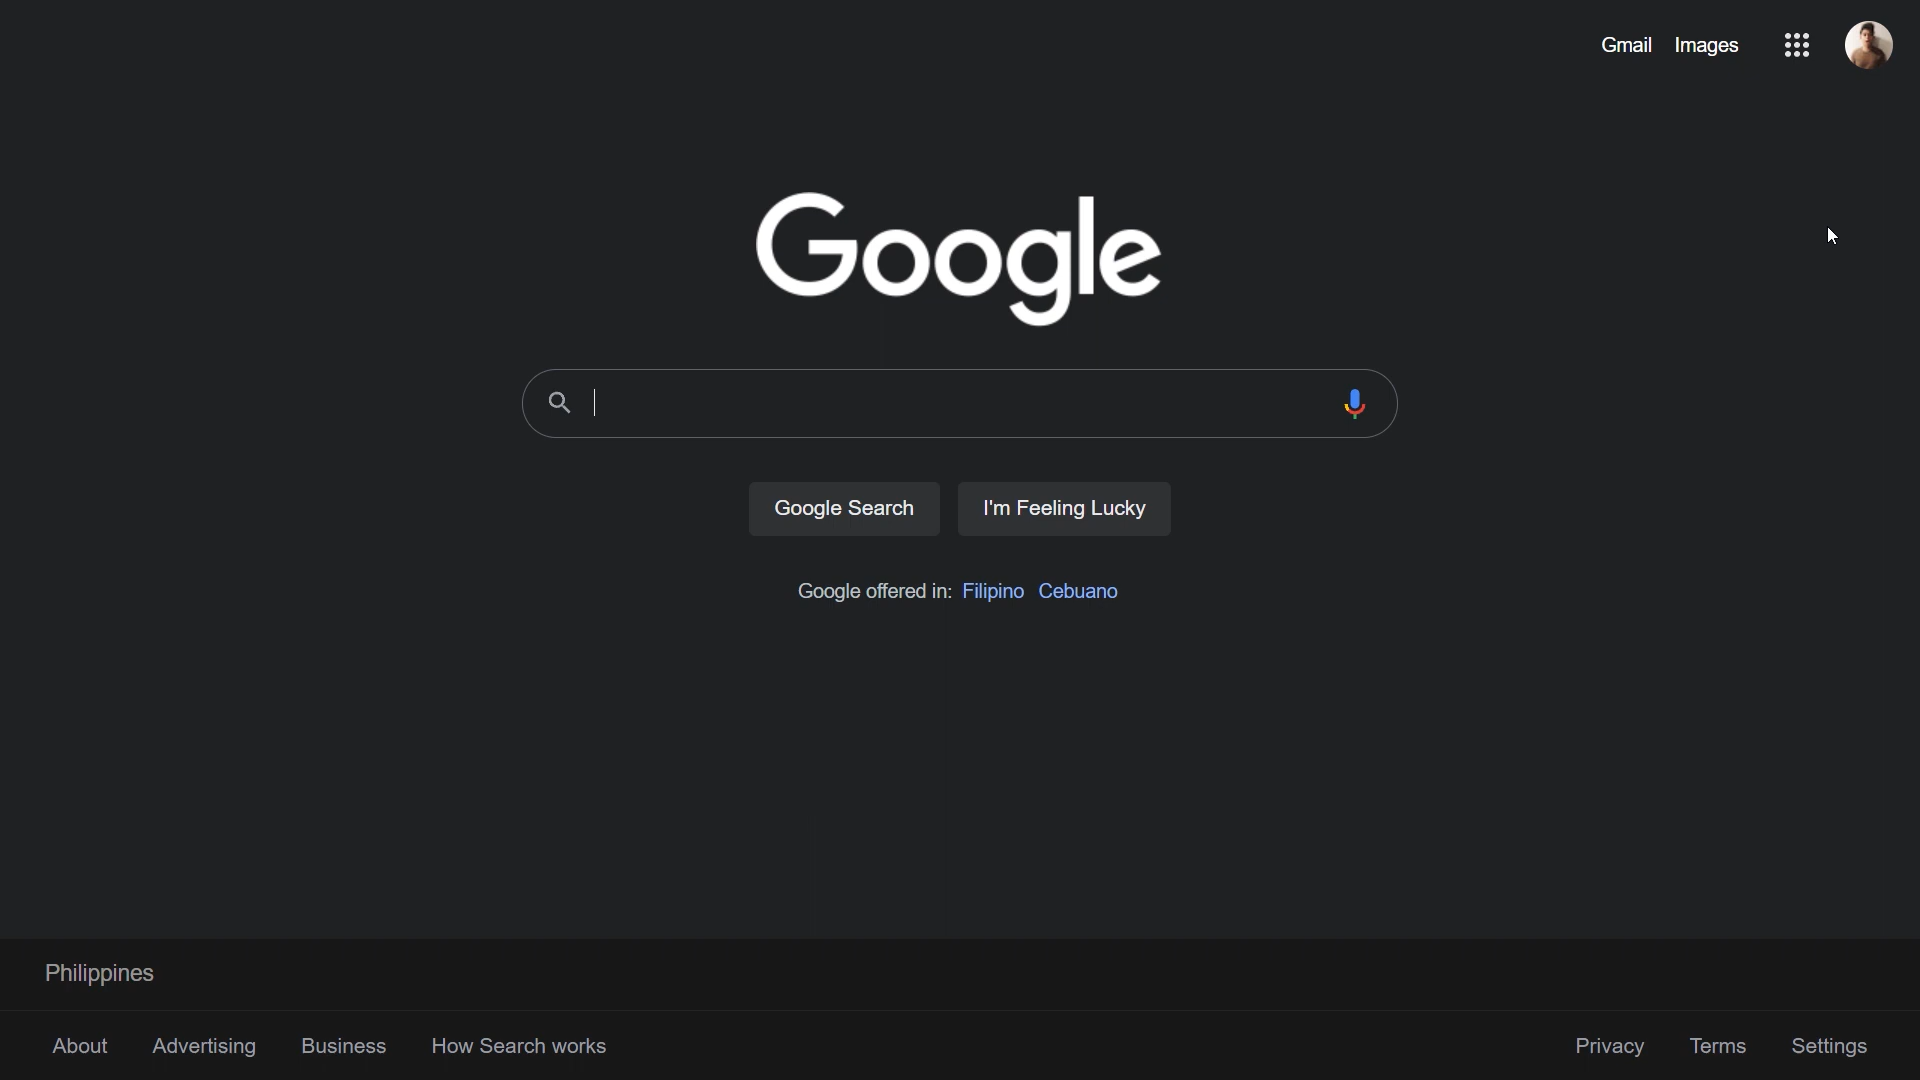 Gmail Images
Google
Google Search I'm Feeling Lucky
Google offered in: Filipino Cebuano
Philippines
About Advertising Business How Search works Privacy Terms Settings